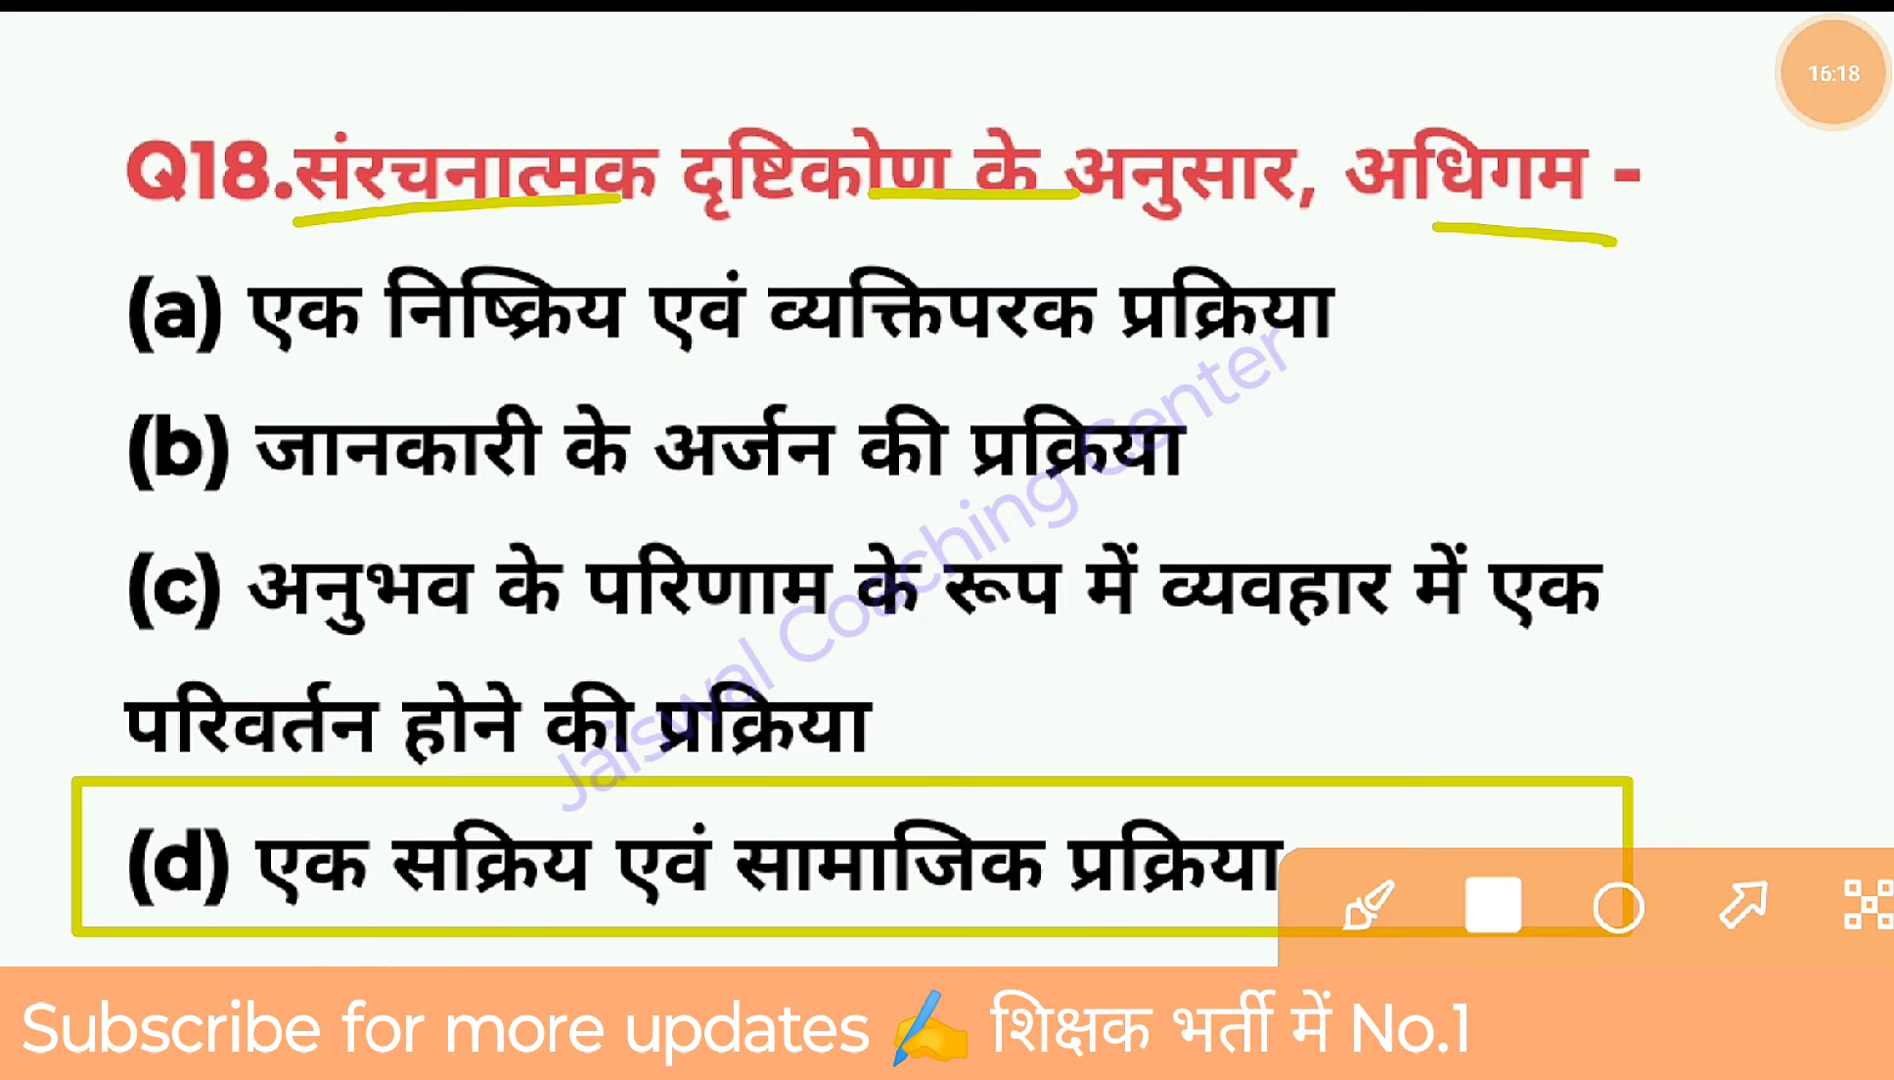 16:18
Q18.संरचनात्मक दृष्टिकोण के अनुसार, अधिगम -
(a) एक निष्क्रिय एवं व्यक्तिपरक प्रक्रिया
(b) जानकारी के अर्जन की प्रक्रिया
(c) अनुभव के परिणाम के रूप में व्यवहार में एक
परिवर्तन होने की प्रक्रिया
(d) एक सक्रिय एवं सामाजिक प्रक्रिया
Jaiswal Coaching Center
Subscribe for more updates ✍️ शिक्षक भर्ती में No.1